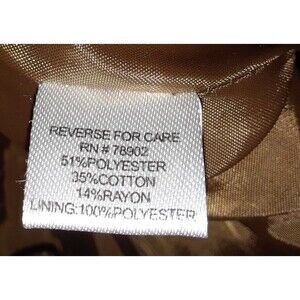 REVERSE FOR CARE
RN # 78902
51%POLYESTER
35%COTTON
14%RAYON
LINING:100%POLYESTER